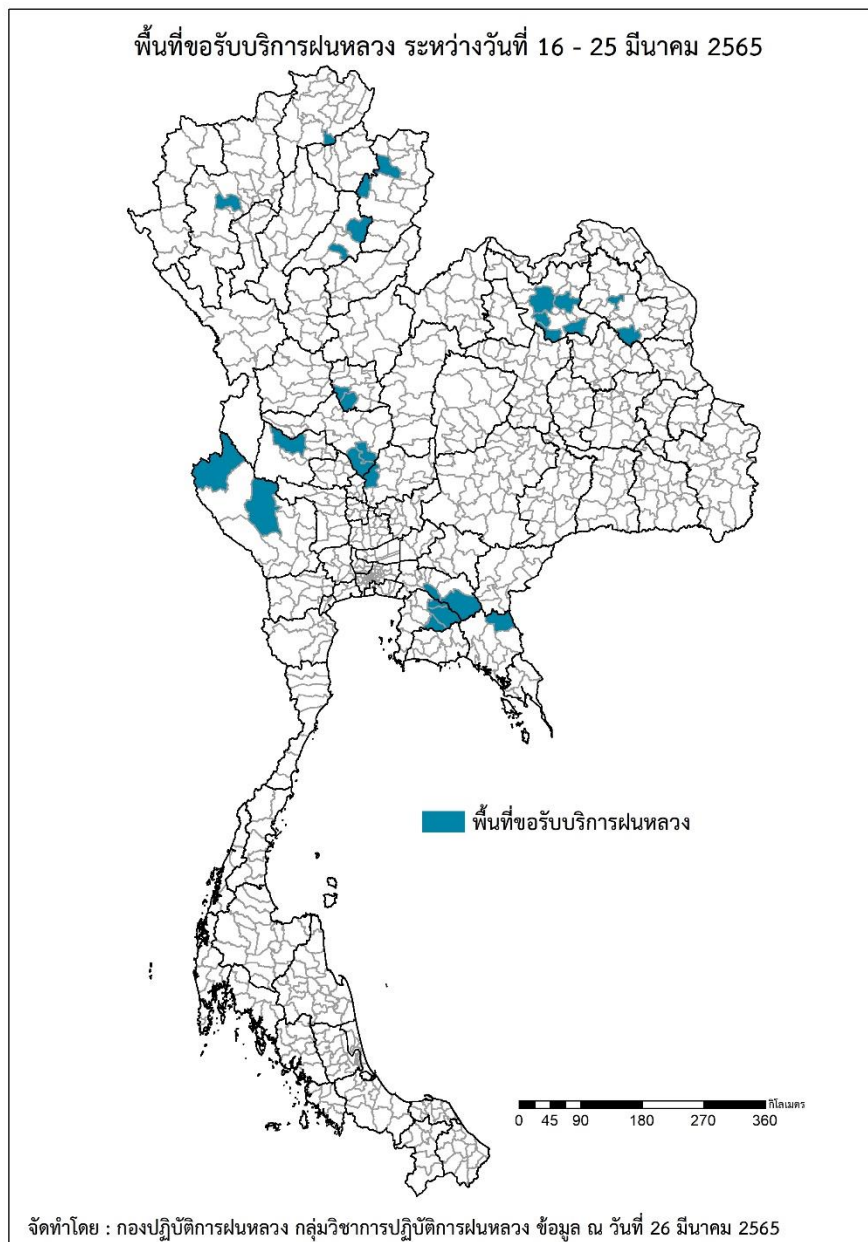 พื้นที่ขอรับบริการฝนหลวง ระหว่างวันที่ 16 - 25 มีนาคม 2565
พื้นที่ขอรับบริการฝนหลวง
กิโลเมตร
0 45 90 180 270 360
จัดทำโดย : กองปฏิบัติการฝนหลวง กลุ่มวิชาการปฏิบัติการฝนหลวง ข้อมูล ณ วันที่ 26 มีนาคม 2565